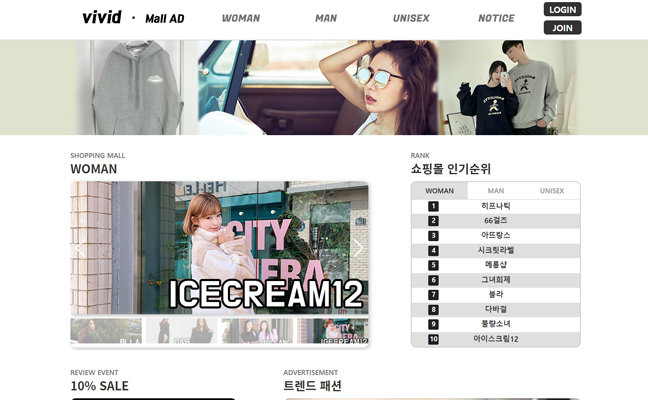 vivid · Mall AD
WOMAN
MAN
UNISEX
NOTICE
LOGIN
JOIN
SHOPPING MALL
WOMAN
CITY
ICECREAM12
ICECREAM12
RANK
쇼핑몰 인기순위
WOMAN MAN UNISEX
1 히프나틱
2 66걸즈
3 아뜨랑스
4 시크릿라벨
5 메롱샵
6 그녀희제
7 블라
8 다바걸
9 불량소녀
10 아이스크림12
REVIEW EVENT
10% SALE
ADVERTISEMENT
트렌드 패션